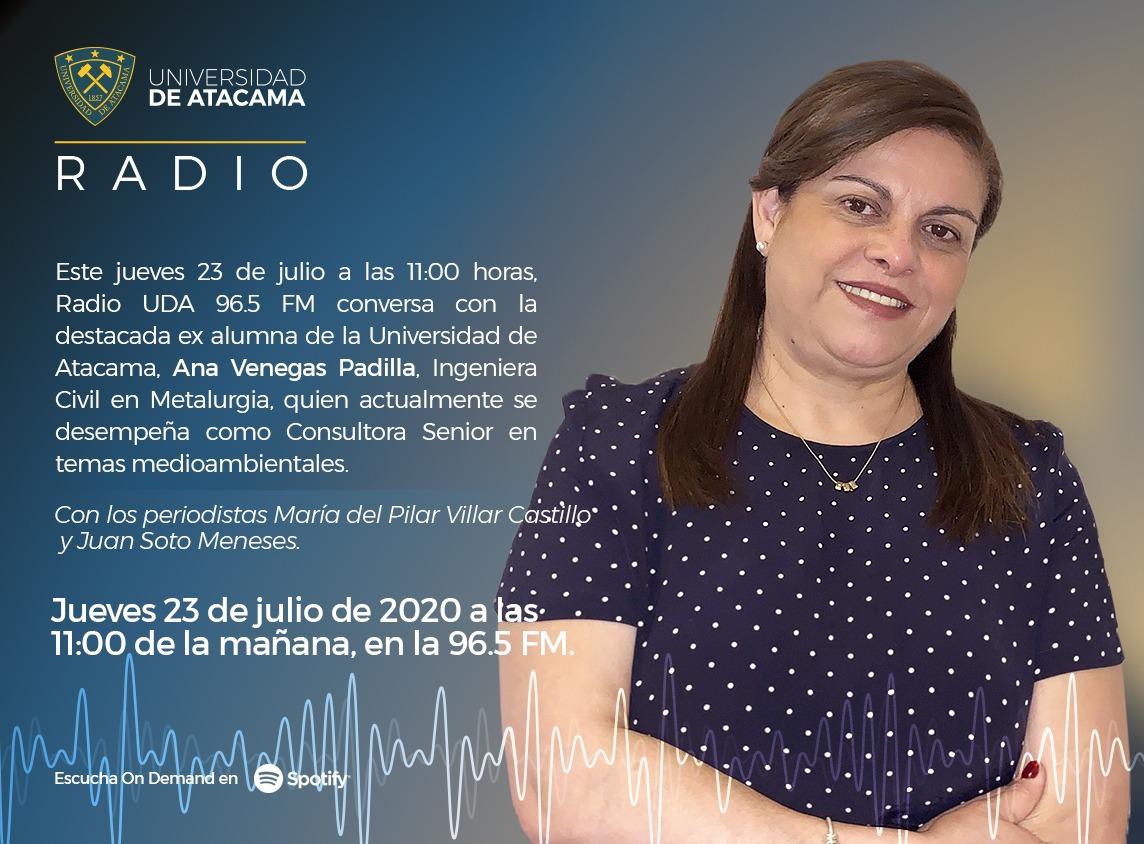 UNIVERSIDAD DE ATACAMA
1857
UNIVERSIDAD
DE ATACAMA
RADIO
Este jueves 23 de julio a las 11:00 horas,
Radio UDA 96.5 FM conversa con la
destacada ex alumna de la Universidad de
Atacama, Ana Venegas Padilla, Ingeniera
Civil en Metalurgia, quien actualmente se
desempeña como Consultora Senior en
temas medioambientales.
Con los periodistas María del Pilar Villar Castillo
y Juan Soto Meneses.
Jueves 23 de julio de 2020 a las
11:00 de la mañana, en la 96.5 FM.
Escucha On Demand en Spotify